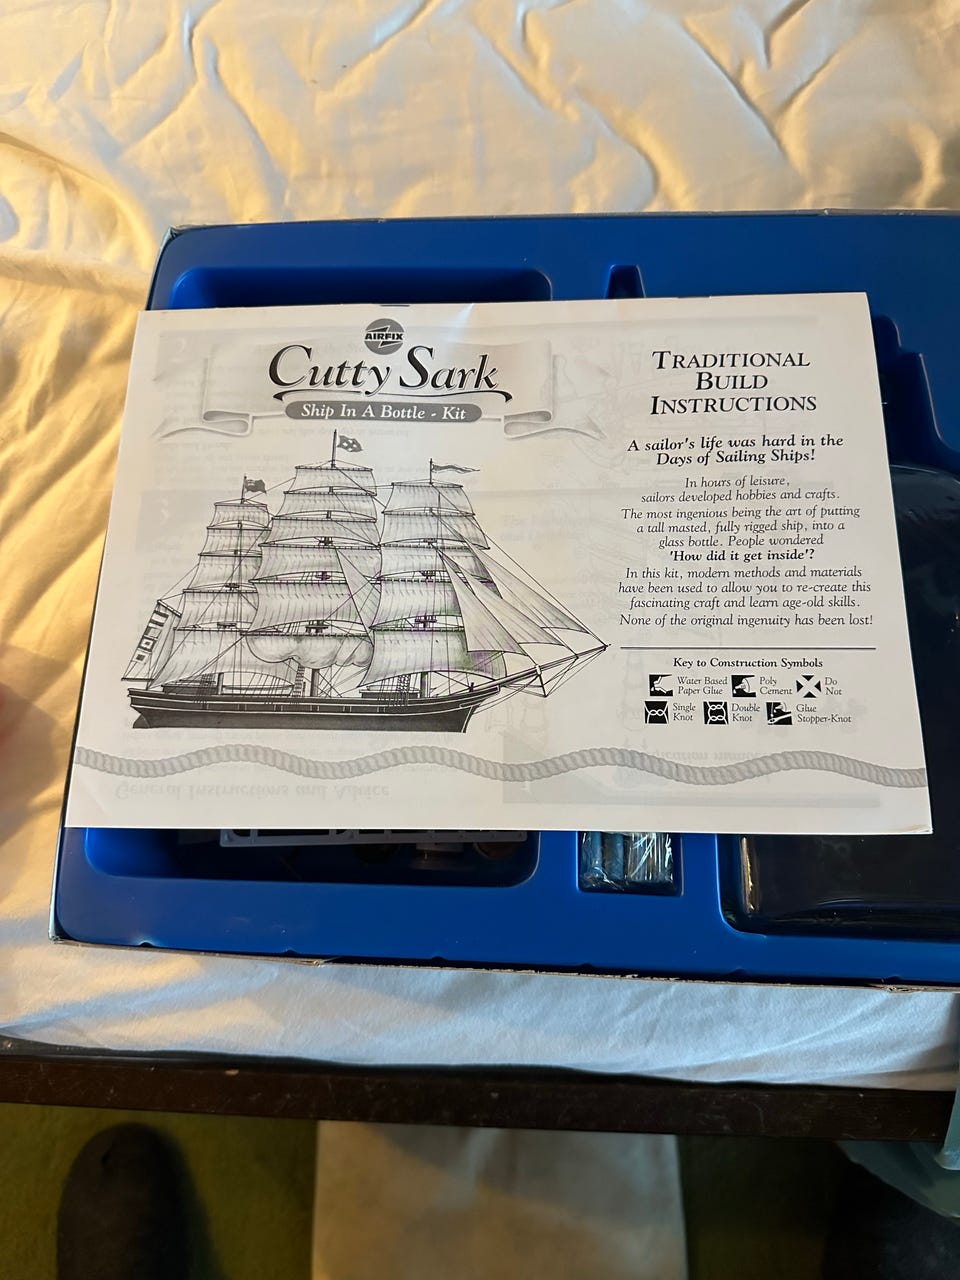 AIRFIX
Cutty Sark
Ship In A Bottle - Kit
TRADITIONAL
BUILD
INSTRUCTIONS
A sailor's life was hard in the
Days of Sailing Ships!
In hours of leisure,
sailors developed hobbies and crafts.
The most ingenious being the art of putting
a tall masted, fully rigged ship, into a
glass bottle. People wondered
'How did it get inside'?
In this kit, modern methods and materials
have been used to allow you to re-create this
fascinating craft and learn age-old skills.
None of the original ingenuity has been lost!
Key to Construction Symbols
Water Based
Paper Glue
Poly
Cement
Do
Not
Single
Knot
Double
Knot
Glue
Stopper-Knot
General Instructions and Advice